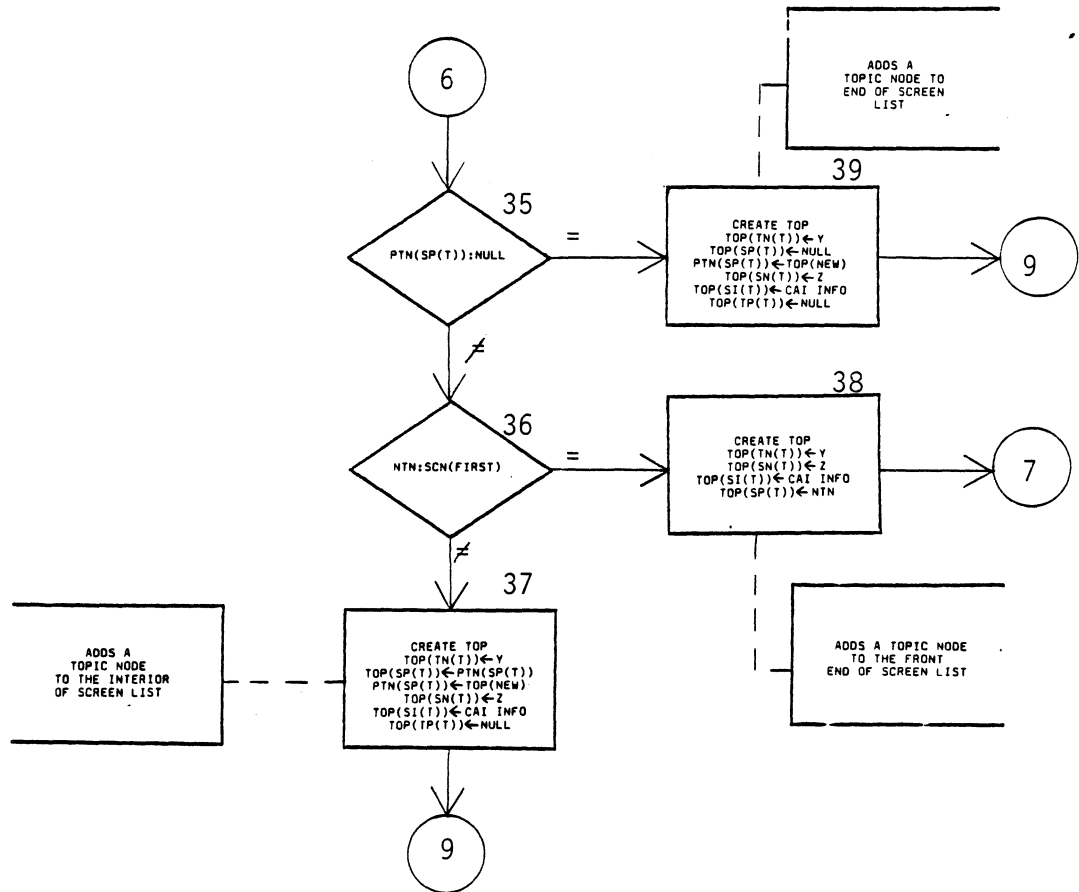 6
ADDS A
TOPIC NODE TO
END OF SCREEN
LIST
35
PTN(SP(T)):NULL
=
39
CREATE TOP
TOP(TN(T))←Y
TOP(SP(T))←NULL
PTN(SP(T))←TOP(NEW)
TOP(SN(T))←Z
TOP(SI(T))←CAI INFO
TOP(TP(T))←NULL
9
≠
36
NTN:SCN(FIRST)
=
38
CREATE TOP
TOP(TN(T))←Y
TOP(SN(T))←Z
TOP(SI(T))←CAI INFO
TOP(SP(T))←NTN
7
≠
37
ADDS A
TOPIC NODE
TO THE INTERIOR
OF SCREEN LIST
CREATE TOP
TOP(TN(T))←Y
TOP(SP(T))←PTN(SP(T))
PTN(SP(T))←TOP(NEW)
TOP(SN(T))←Z
TOP(SI(T))←CAI INFO
TOP(TP(T))←NULL
ADDS A TOPIC NODE
TO THE FRONT
END OF SCREEN LIST
9